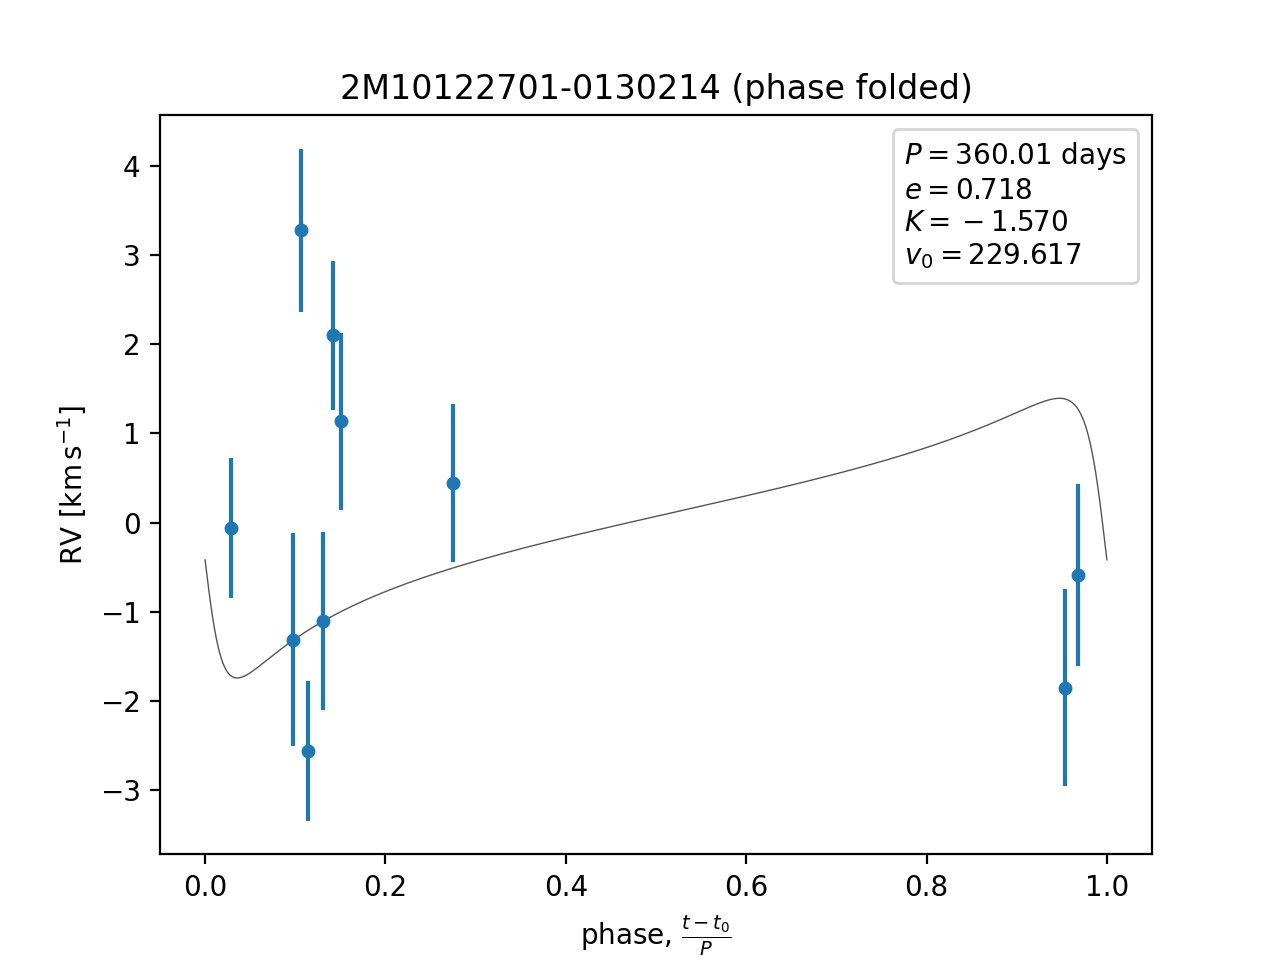 2M10122701-0130214 (phase folded)
P = 360.01 days
e = 0.718
K = −1.570
v₀ = 229.617
4
3
2
1
0
−1
−2
−3
RV [km s⁻¹]
0.0 0.2 0.4 0.6 0.8 1.0
phase, (t − t₀)/P